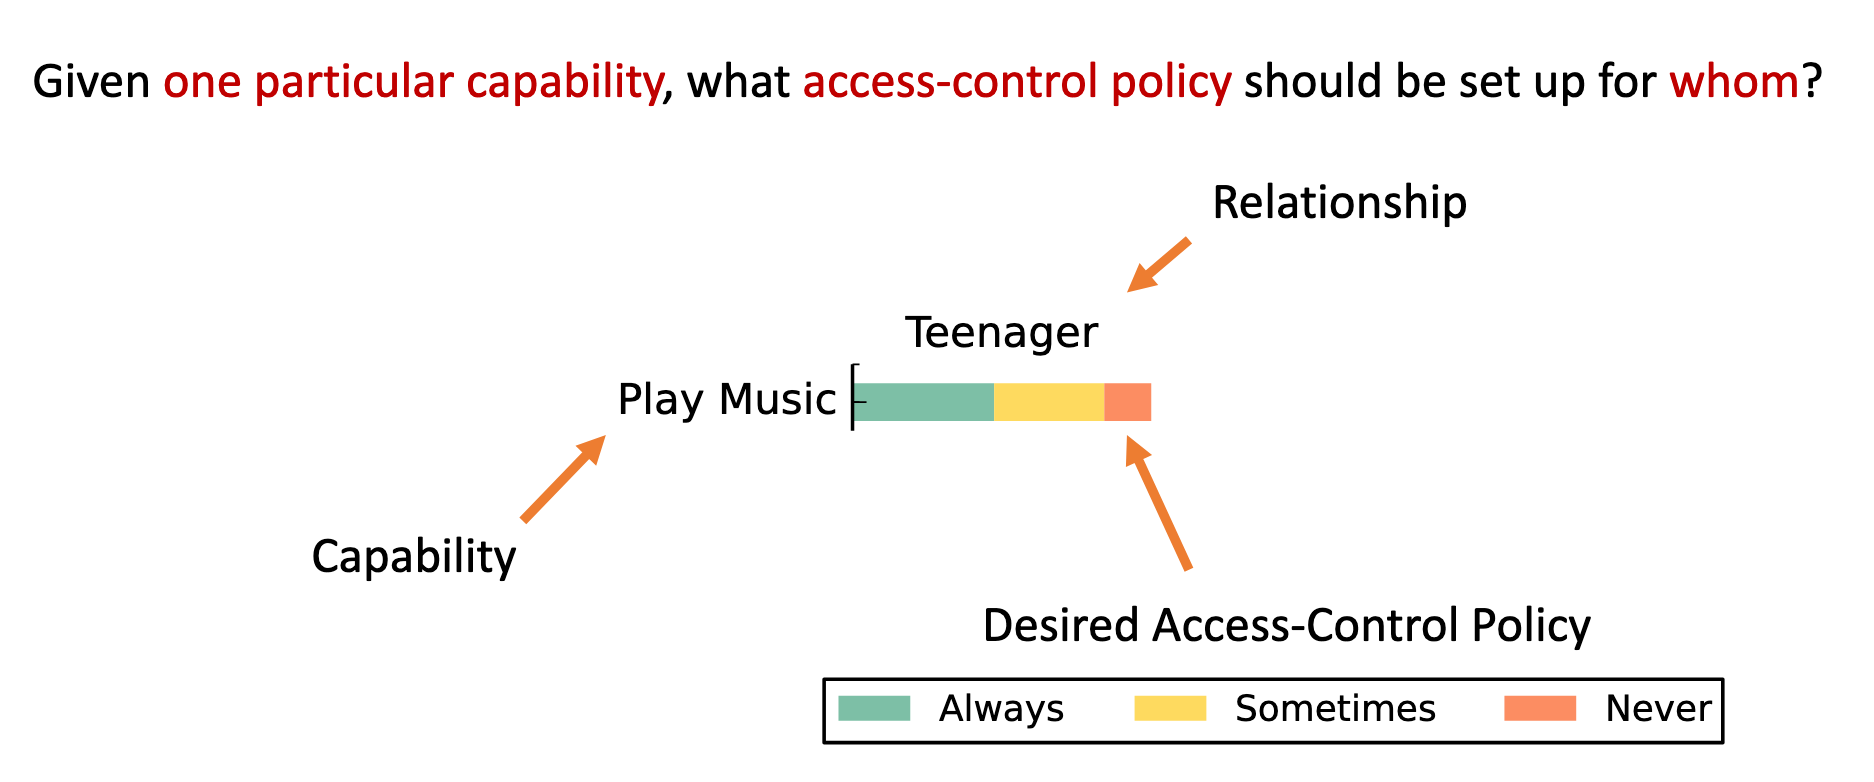 Given one particular capability, what access-control policy should be set up for whom?
Relationship
Teenager
Play Music
Capability
Desired Access-Control Policy
Always Sometimes Never